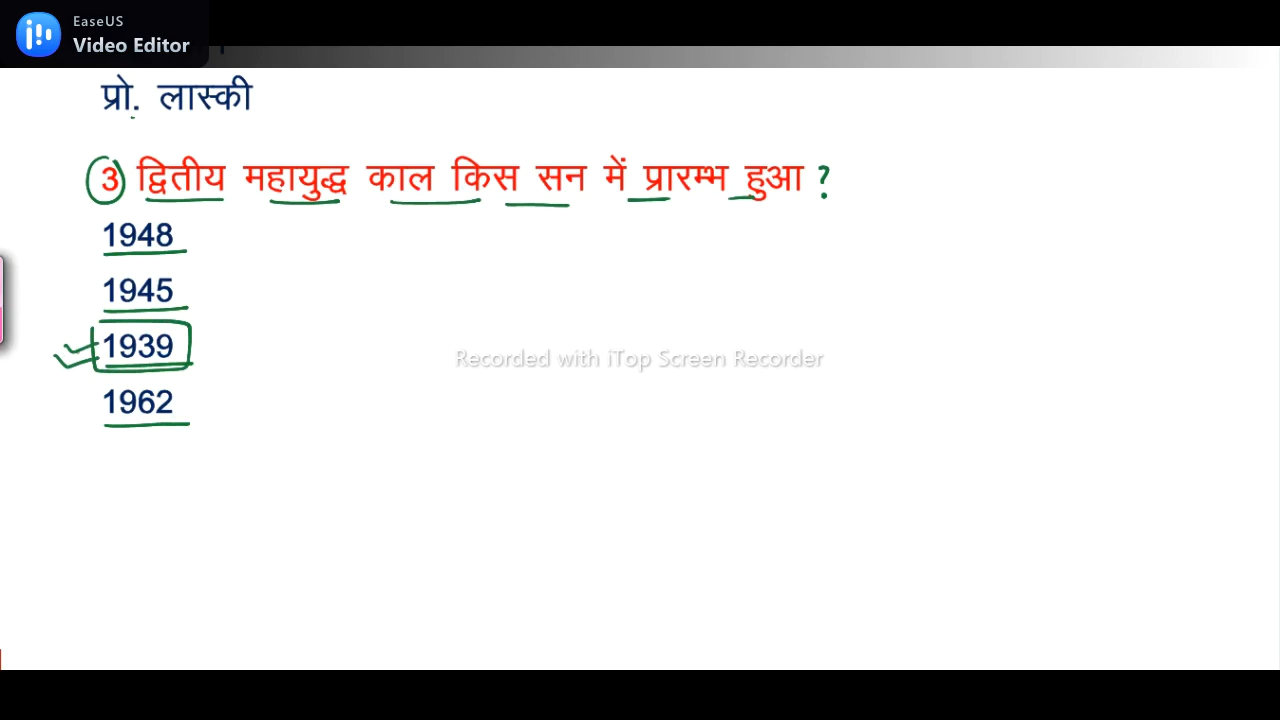 EaseUS
Video Editor
प्रो. लास्की
3 द्वितीय महायुद्ध काल किस सन में प्रारम्भ हुआ ?
1948
1945
1939
Recorded with iTop Screen Recorder
1962